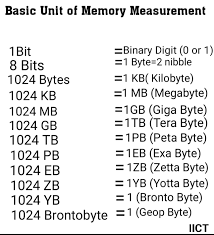 Basic Unit of Memory Measurement
1Bit =Binary Digit (0 or 1)
8 Bits =1 Byte=2 nibble
1024 Bytes =1 KB( Kilobyte)
1024 KB =1 MB (Megabyte)
1024 MB =1GB (Giga Byte)
1024 GB =1TB (Tera Byte)
1024 TB =1PB (Peta Byte)
1024 PB =1EB (Exa Byte)
1024 EB =1ZB (Zetta Byte)
1024 ZB =1YB (Yotta Byte)
1024 YB = 1 (Bronto Byte)
1024 Brontobyte = 1 (Geop Byte)
IICT